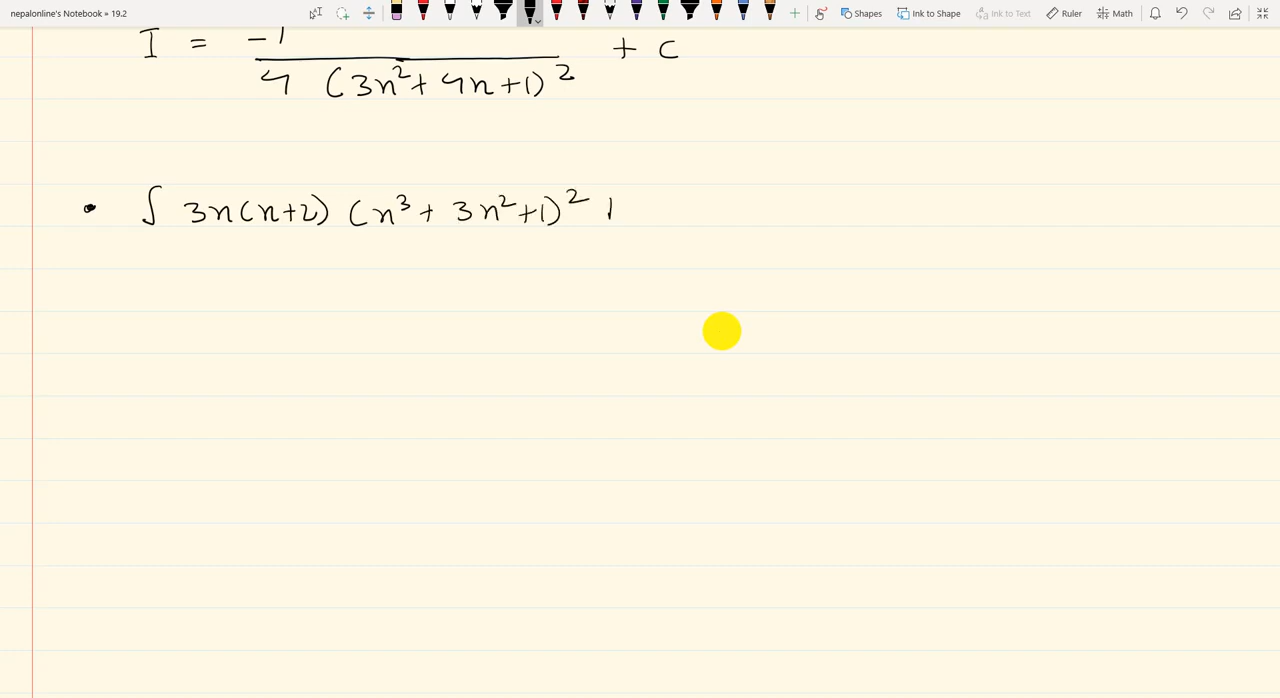 nepalonline's Notebook » 19.2
Shapes
Ink to Shape
Ink to Text
Ruler
Math
I = -1 / 4 (3x² + 4x + 1)² + c
• ∫ 3x(x+2) (x³ + 3x² + 1)²